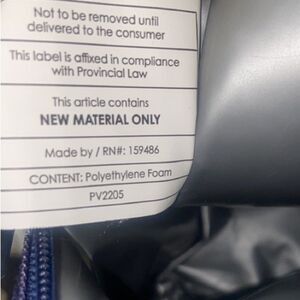 Not to be removed until
delivered to the consumer
This label is affixed in compliance
with Provincial Law
This article contains
NEW MATERIAL ONLY
Made by / RN#: 159486
CONTENT: Polyethylene Foam
PV2205